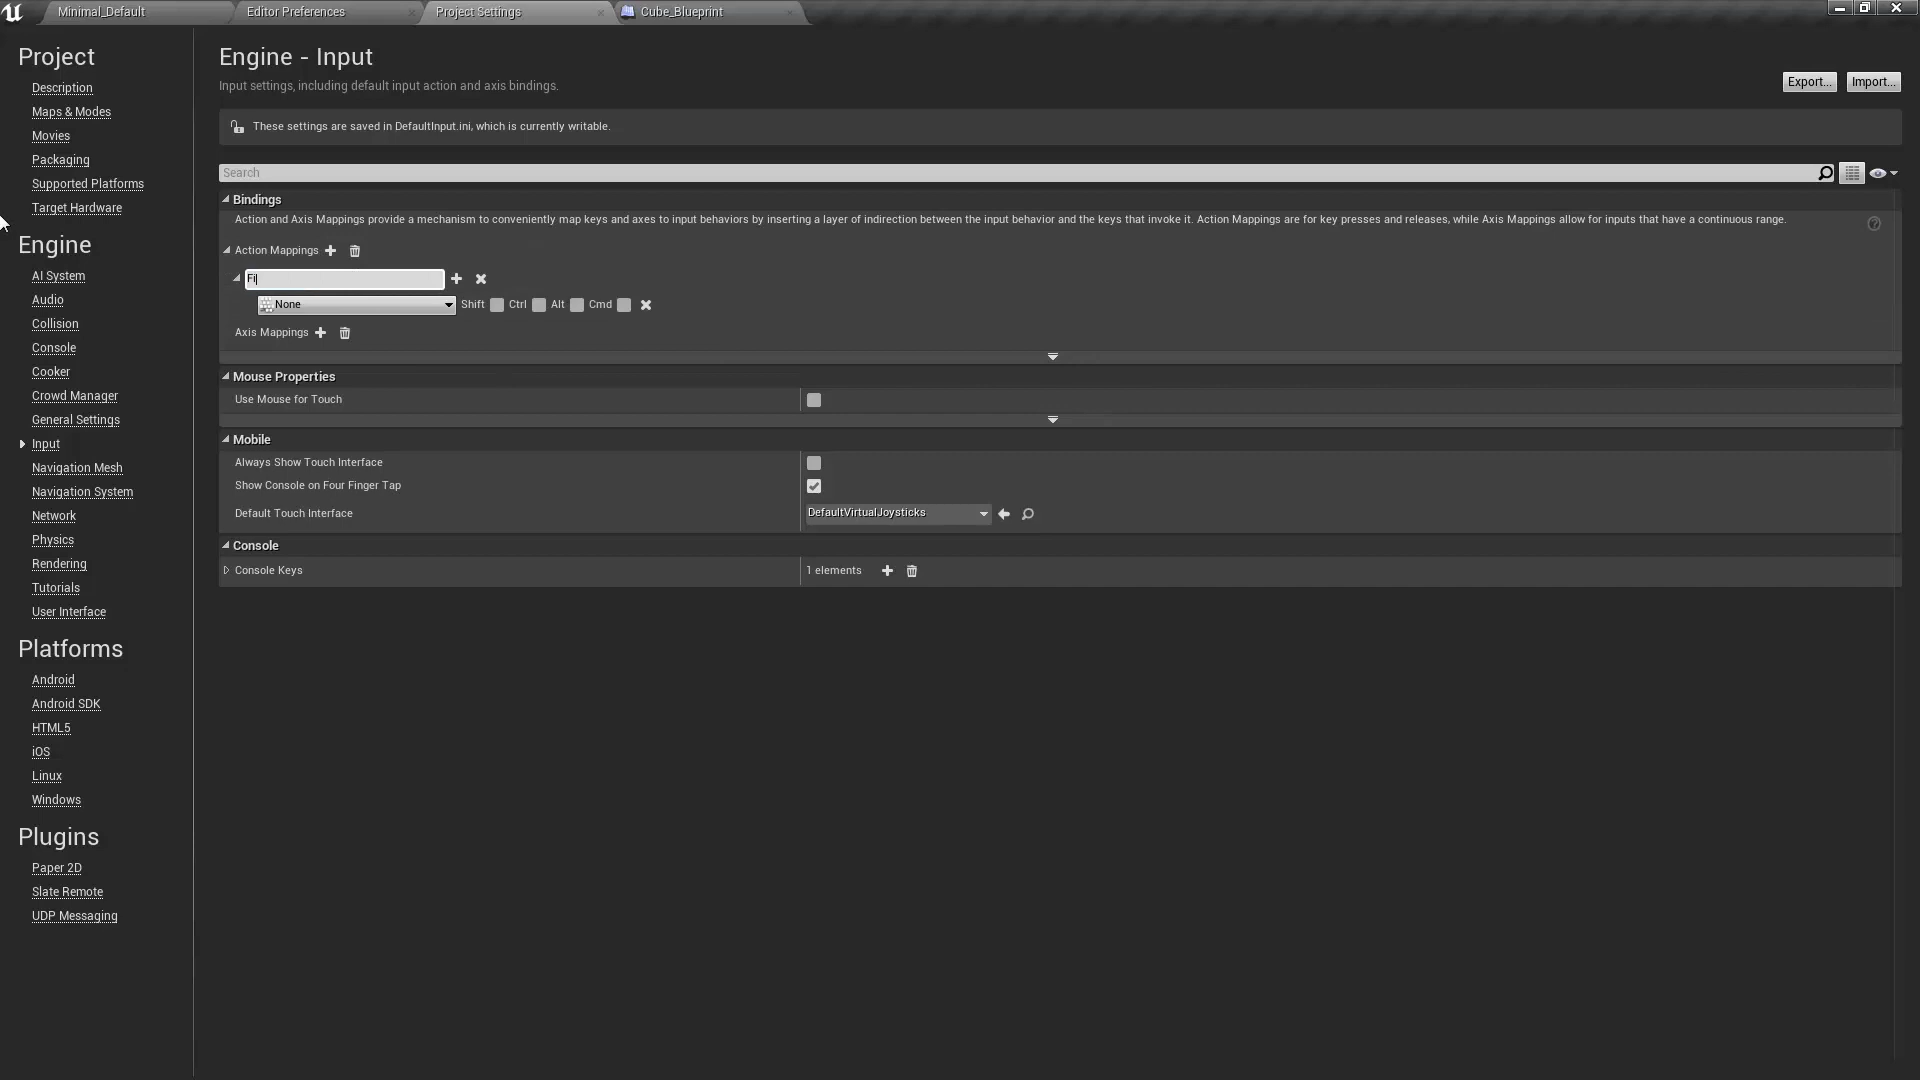 Minimal_Default
Editor Preferences
Project Settings
Cube_Blueprint
Project
Description
Maps & Modes
Movies
Packaging
Supported Platforms
Target Hardware
Engine
AI System
Audio
Collision
Console
Cooker
Crowd Manager
General Settings
Input
Navigation Mesh
Navigation System
Network
Physics
Rendering
Tutorials
User Interface
Platforms
Android
Android SDK
HTML5
iOS
Linux
Windows
Plugins
Paper 2D
Slate Remote
UDP Messaging
Engine - Input
Input settings, including default input action and axis bindings.
Export...
Import...
These settings are saved in DefaultInput.ini, which is currently writable.
Search
Bindings
Action and Axis Mappings provide a mechanism to conveniently map keys and axes to input behaviors by inserting a layer of indirection between the input behavior and the keys that invoke it. Action Mappings are for key presses and releases, while Axis Mappings allow for inputs that have a continuous range.
Action Mappings
Fi
None Shift Ctrl Alt Cmd
Axis Mappings
Mouse Properties
Use Mouse for Touch
Mobile
Always Show Touch Interface
Show Console on Four Finger Tap
Default Touch Interface DefaultVirtualJoysticks
Console
Console Keys 1 elements